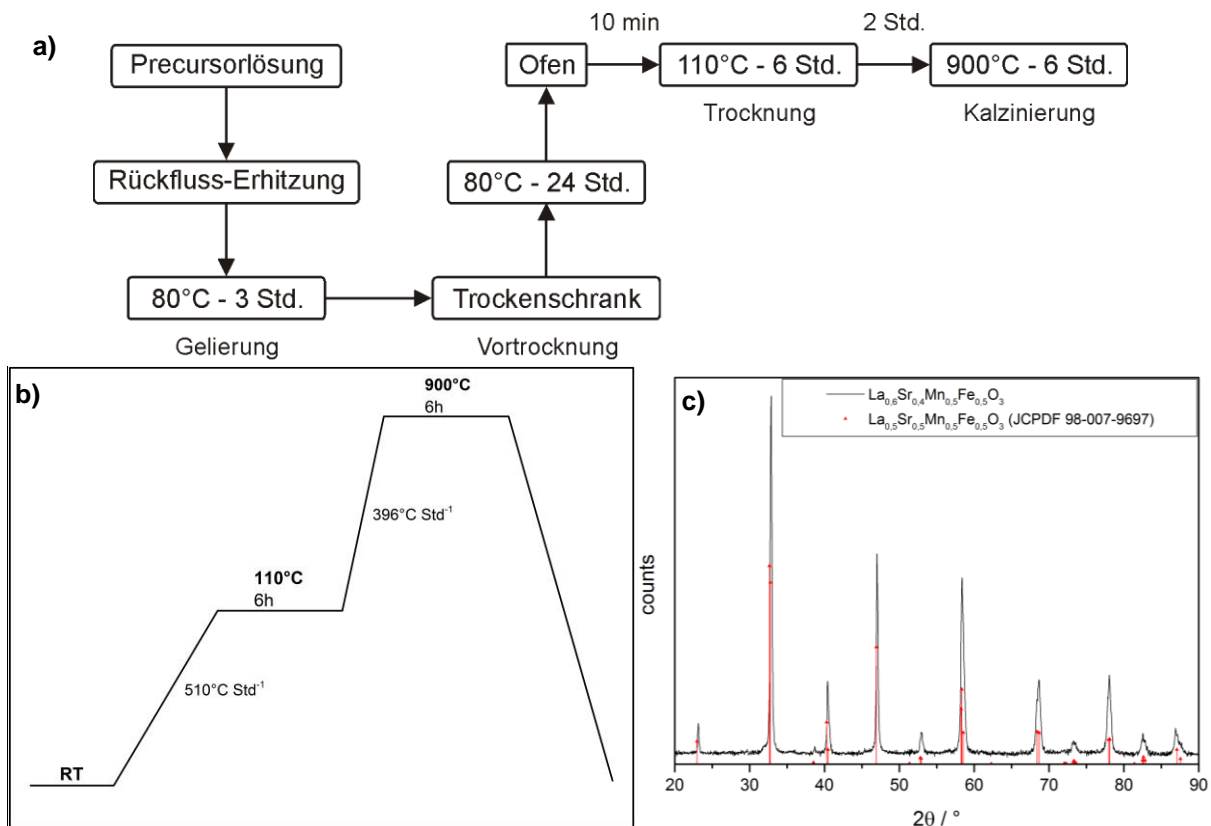 a)
Precursorlösung
Rückfluss-Erhitzung
80°C - 3 Std.
Gelierung
Trockenschrank
Vortrocknung
80°C - 24 Std.
Ofen
10 min
110°C - 6 Std.
Trocknung
2 Std.
900°C - 6 Std.
Kalzinierung
b)
RT
510°C Std⁻¹
110°C
6h
396°C Std⁻¹
900°C
6h
c)
La₀,₆Sr₀,₄Mn₀,₅Fe₀,₅O₃
La₀,₅Sr₀,₅Mn₀,₅Fe₀,₅O₃ (JCPDF 98-007-9697)
counts
20 30 40 50 60 70 80 90
2θ / °